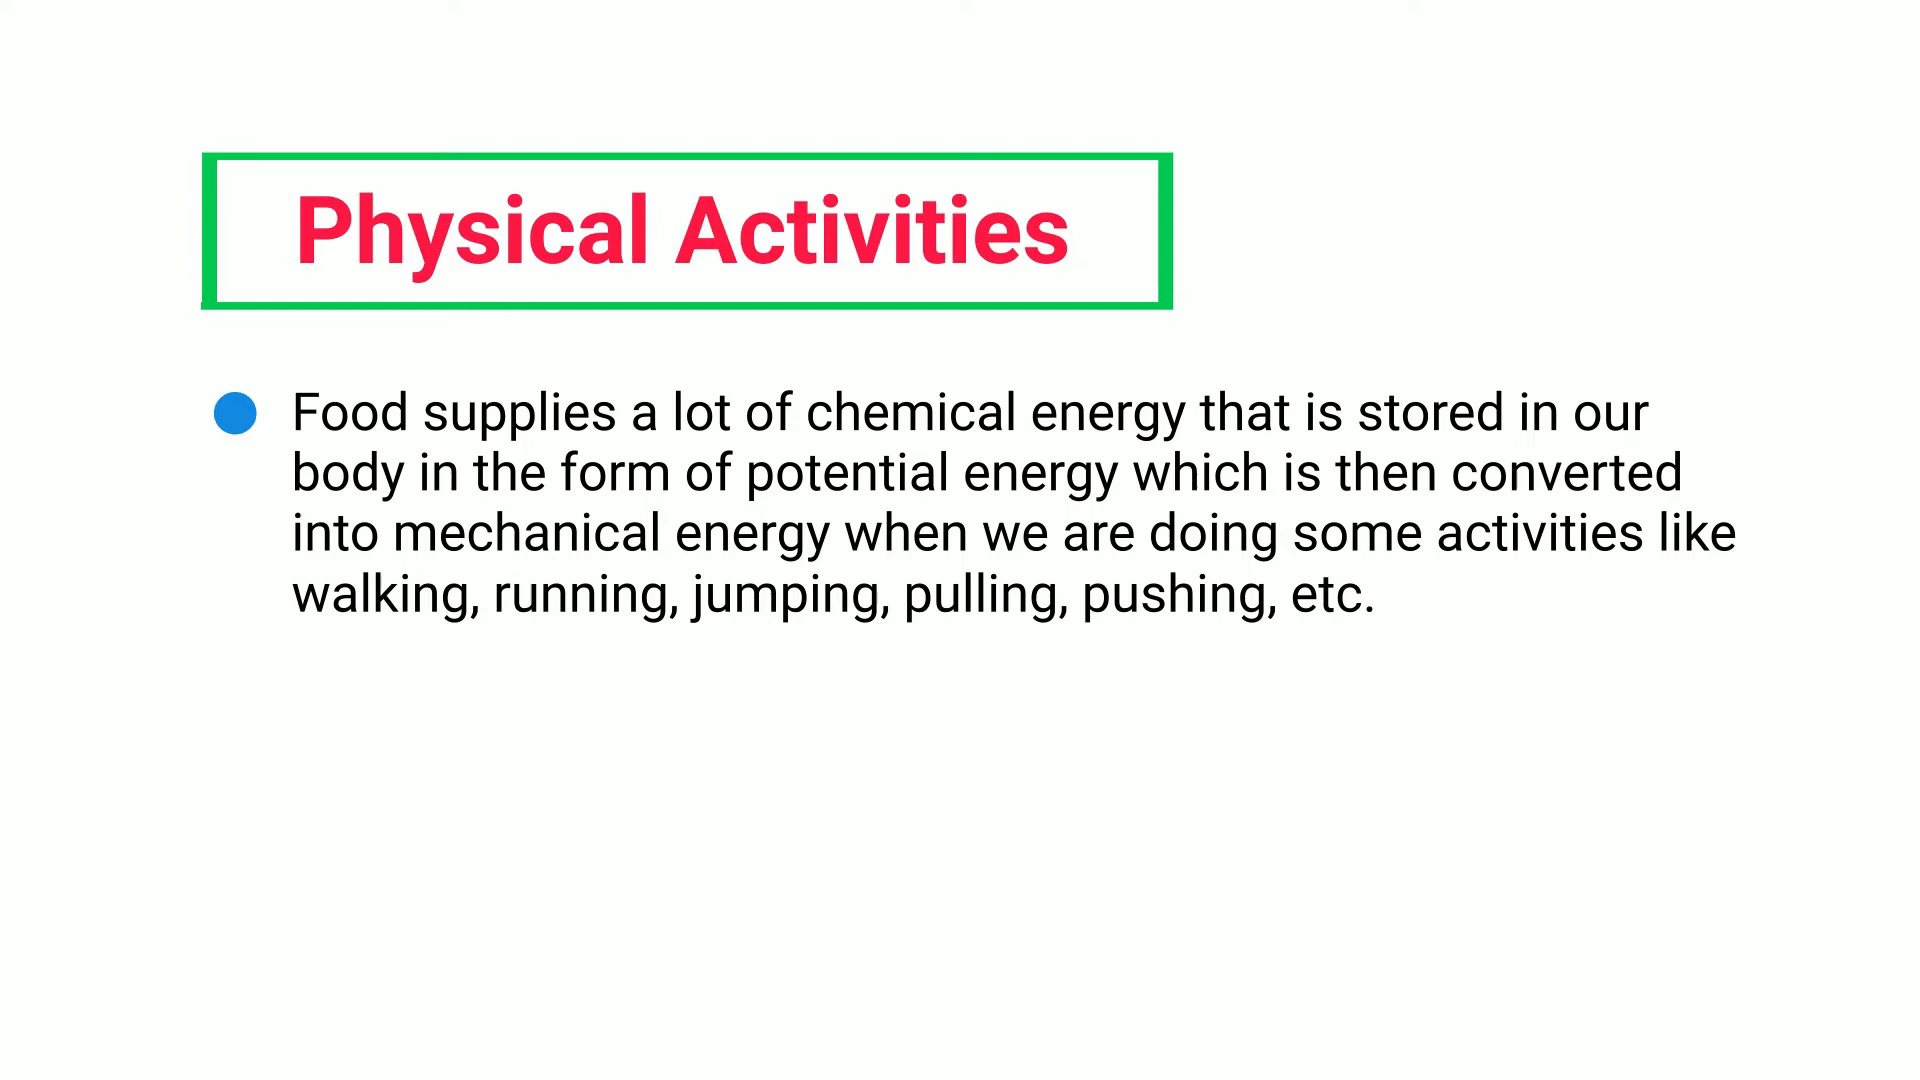 Physical Activities
Food supplies a lot of chemical energy that is stored in our
body in the form of potential energy which is then converted
into mechanical energy when we are doing some activities like
walking, running, jumping, pulling, pushing, etc.